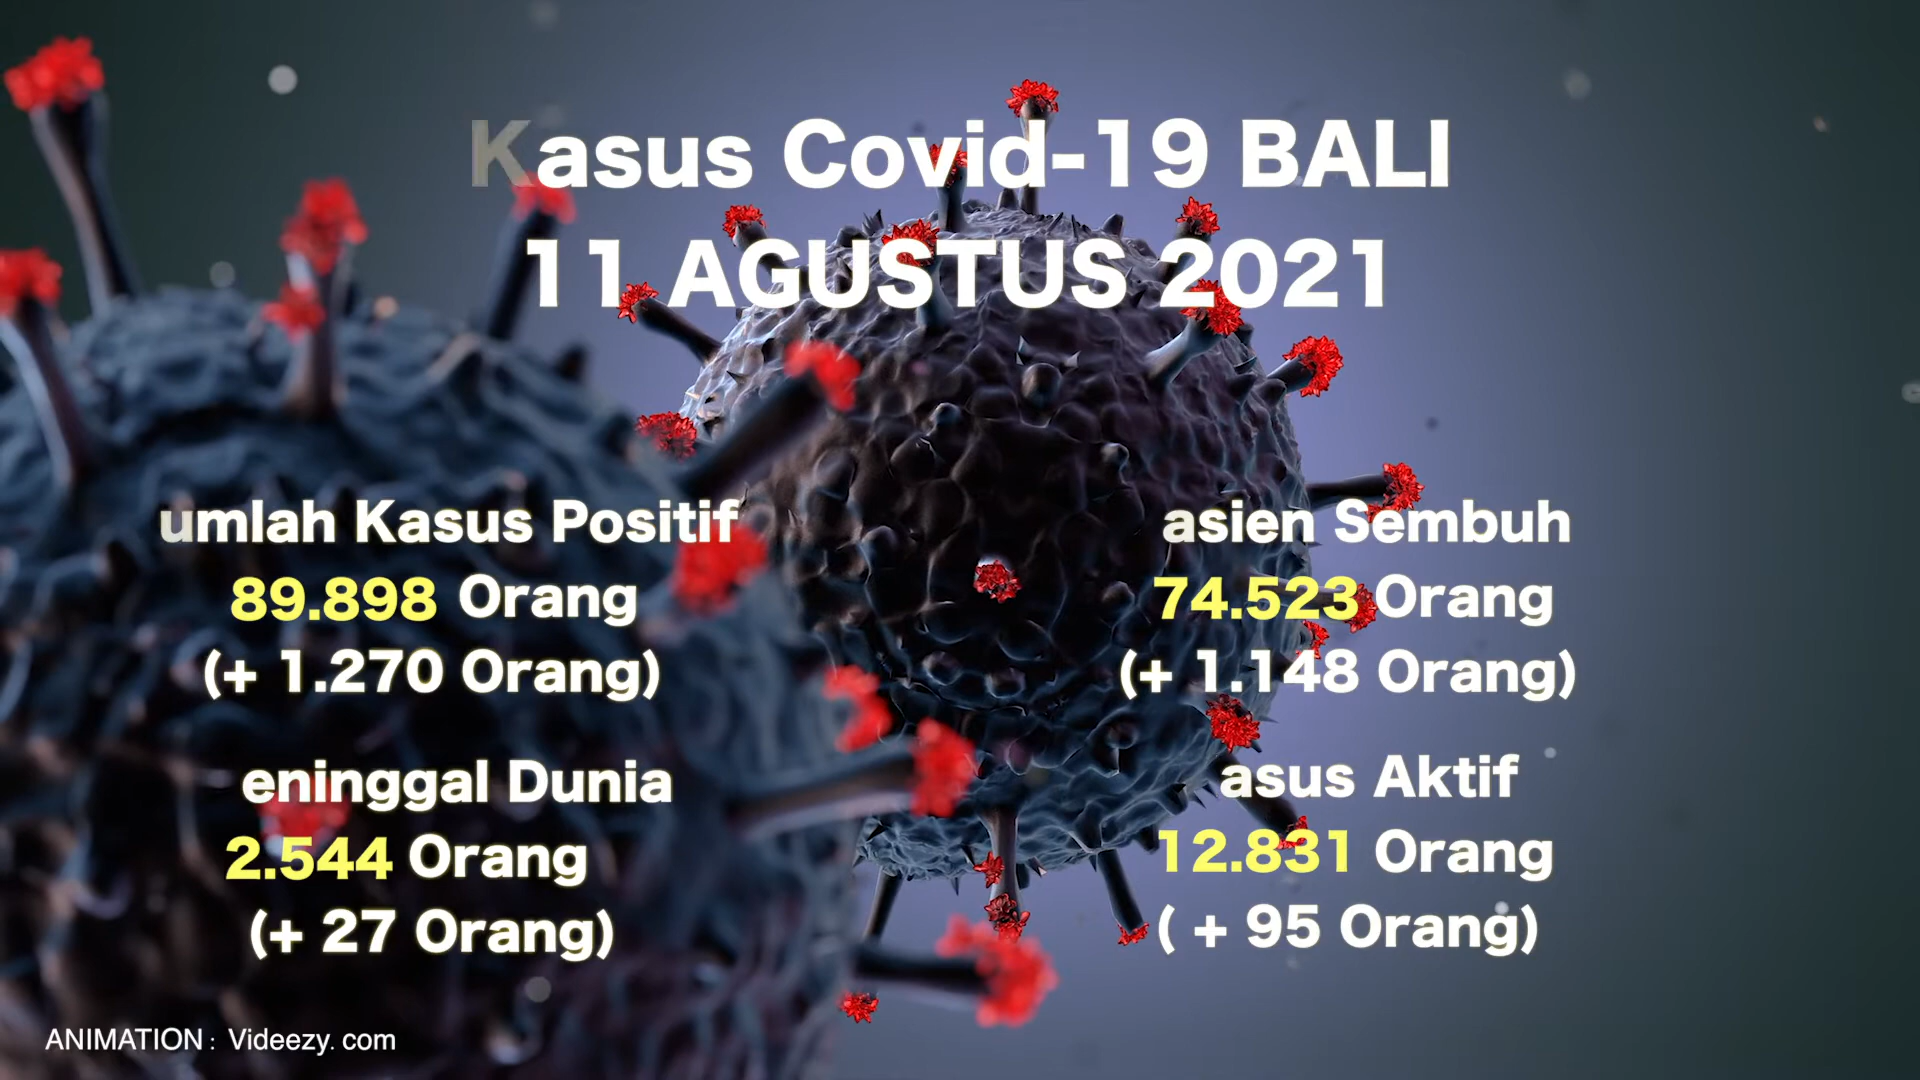 Kasus Covid-19 BALI
11 AGUSTUS 2021
umlah Kasus Positif
89.898 Orang
(+ 1.270 Orang)
asien Sembuh
74.523 Orang
(+ 1.148 Orang)
eninggal Dunia
2.544 Orang
(+ 27 Orang)
asus Aktif
12.831 Orang
( + 95 Orang)
ANIMATION : Videezy. com